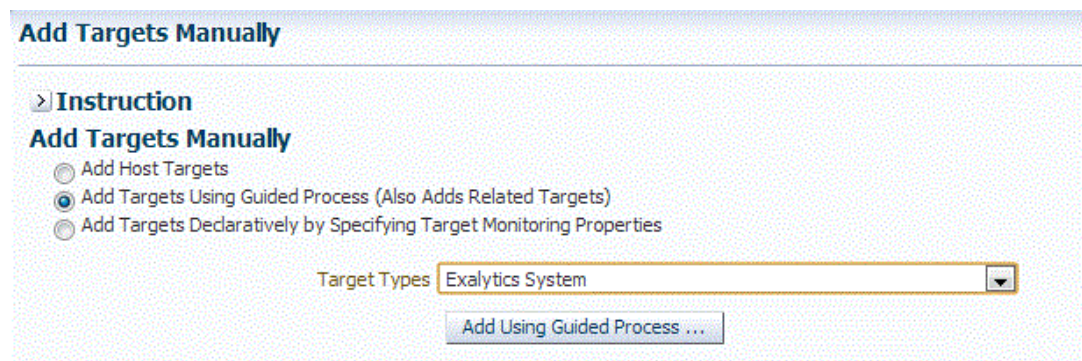 Add Targets Manually
Instruction
Add Targets Manually
Add Host Targets
Add Targets Using Guided Process (Also Adds Related Targets)
Add Targets Declaratively by Specifying Target Monitoring Properties
Target Types Exalytics System
Add Using Guided Process ...